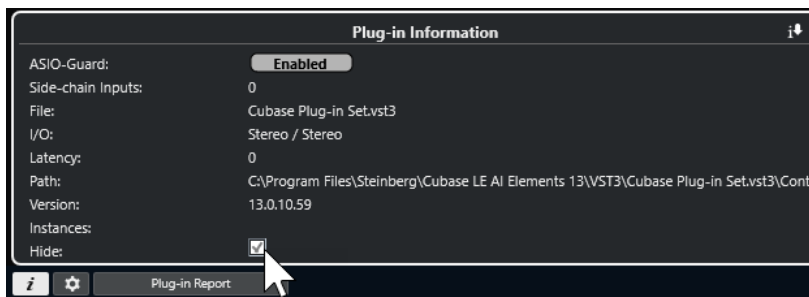 Plug-in Information
i
ASIO-Guard: Enabled
Side-chain Inputs: 0
File: Cubase Plug-in Set.vst3
I/O: Stereo / Stereo
Latency: 0
Path: C:\Program Files\Steinberg\Cubase LE AI Elements 13\VST3\Cubase Plug-in Set.vst3\Cont
Version: 13.0.10.59
Instances:
Hide:
i Plug-in Report